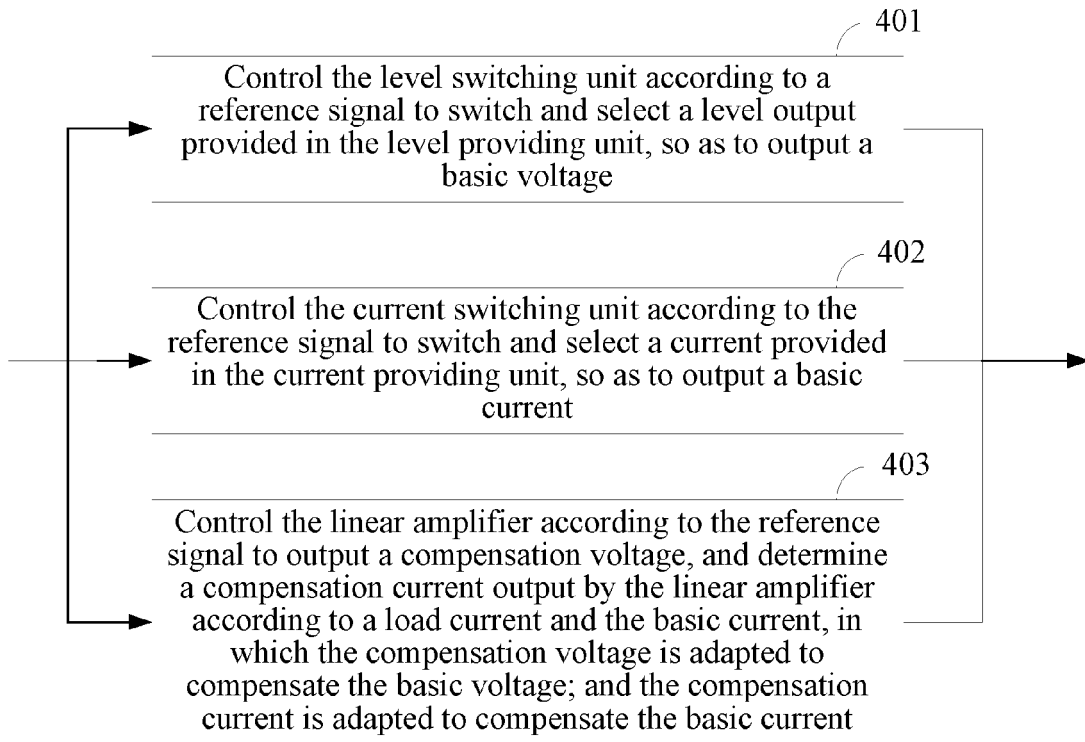 401
Control the level switching unit according to a
reference signal to switch and select a level output
provided in the level providing unit, so as to output a
basic voltage
402
Control the current switching unit according to the
reference signal to switch and select a current provided
in the current providing unit, so as to output a basic
current
403
Control the linear amplifier according to the reference
signal to output a compensation voltage, and determine
a compensation current output by the linear amplifier
according to a load current and the basic current, in
which the compensation voltage is adapted to
compensate the basic voltage; and the compensation
current is adapted to compensate the basic current